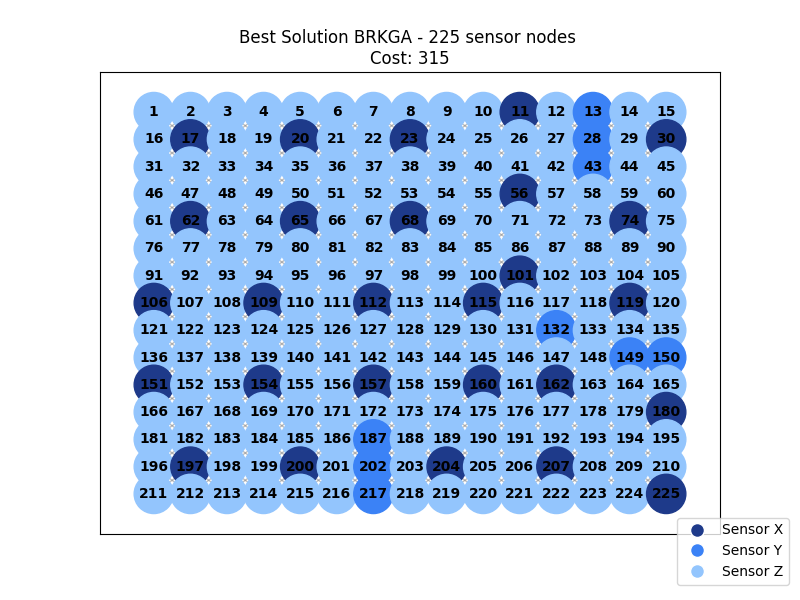 Best Solution BRKGA - 225 sensor nodes
Cost: 315
1 2 3 4 5 6 7 8 9 10 11 12 13 14 15
16 17 18 19 20 21 22 23 24 25 26 27 28 29 30
31 32 33 34 35 36 37 38 39 40 41 42 43 44 45
46 47 48 49 50 51 52 53 54 55 56 57 58 59 60
61 62 63 64 65 66 67 68 69 70 71 72 73 74 75
76 77 78 79 80 81 82 83 84 85 86 87 88 89 90
91 92 93 94 95 96 97 98 99 100 101 102 103 104 105
106 107 108 109 110 111 112 113 114 115 116 117 118 119 120
121 122 123 124 125 126 127 128 129 130 131 132 133 134 135
136 137 138 139 140 141 142 143 144 145 146 147 148 149 150
151 152 153 154 155 156 157 158 159 160 161 162 163 164 165
166 167 168 169 170 171 172 173 174 175 176 177 178 179 180
181 182 183 184 185 186 187 188 189 190 191 192 193 194 195
196 197 198 199 200 201 202 203 204 205 206 207 208 209 210
211 212 213 214 215 216 217 218 219 220 221 222 223 224 225
Sensor X
Sensor Y
Sensor Z